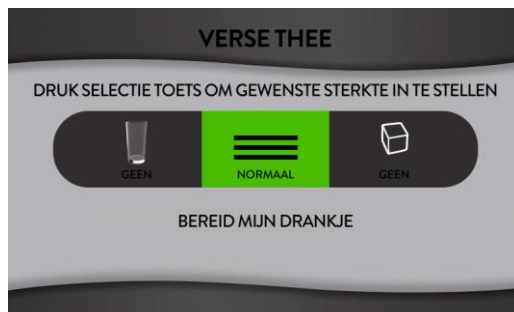 VERSE THEE
DRUK SELECTIE TOETS OM GEWENSTE STERKTE IN TE STELLEN
GEEN NORMAAL GEEN
BEREID MIJN DRANKJE